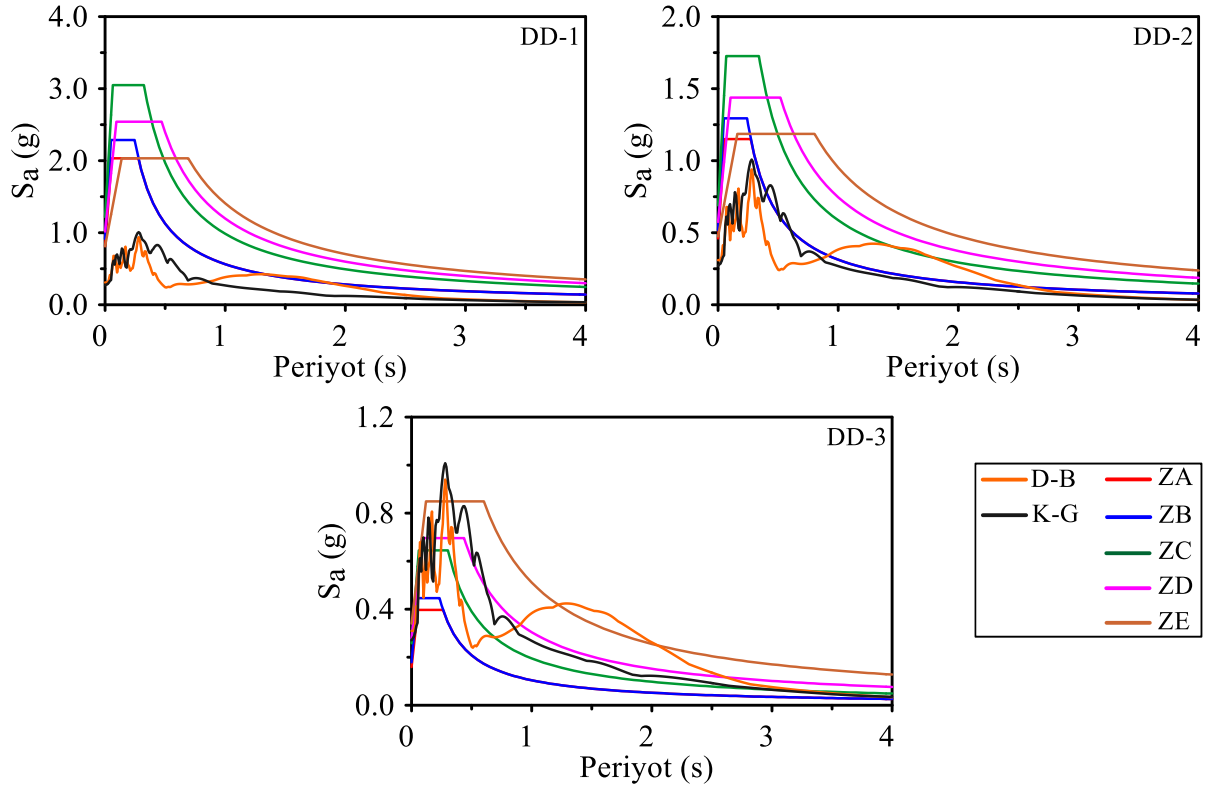 DD-1
Sa (g)
4.0
3.0
2.0
1.0
0.0
0 1 2 3 4
Periyot (s)
DD-2
Sa (g)
2.0
1.5
1.0
0.5
0.0
0 1 2 3 4
Periyot (s)
DD-3
Sa (g)
1.2
0.8
0.4
0.0
0 1 2 3 4
Periyot (s)
D-B ZA
K-G ZB
ZC
ZD
ZE